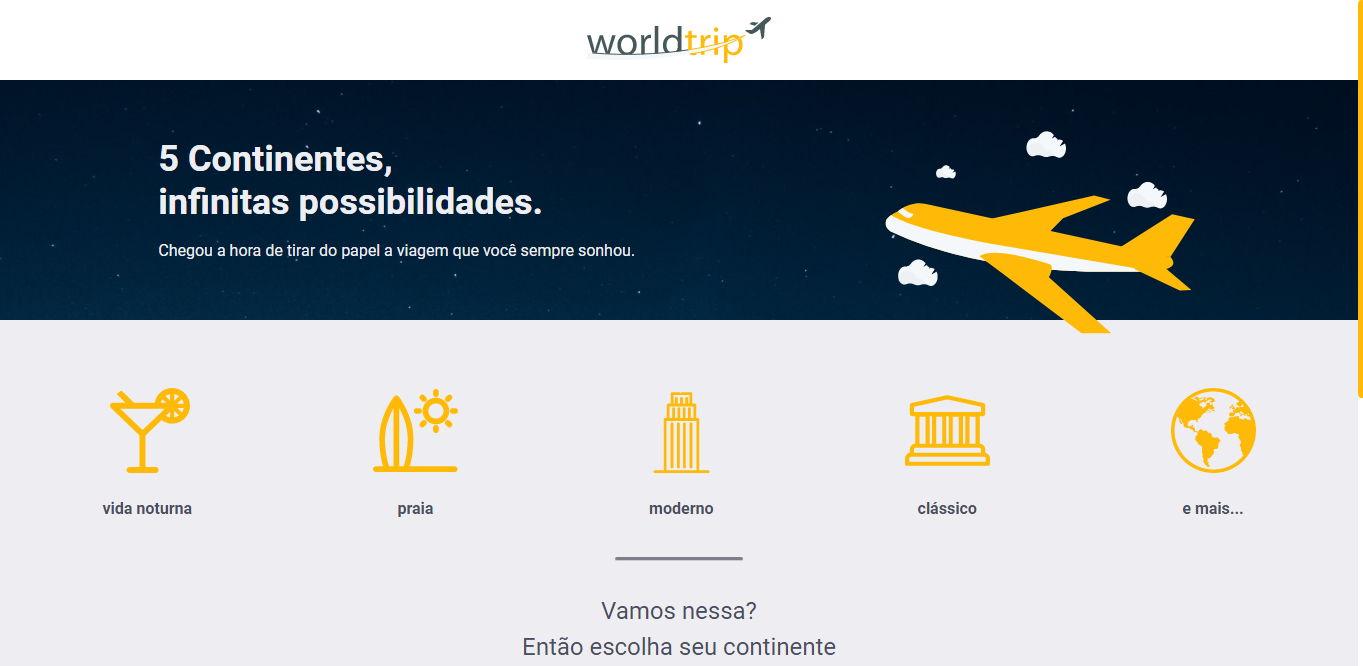 worldtrip
5 Continentes,
infinitas possibilidades.
Chegou a hora de tirar do papel a viagem que você sempre sonhou.
vida noturna
praia
moderno
clássico
e mais...
Vamos nessa?
Então escolha seu continente